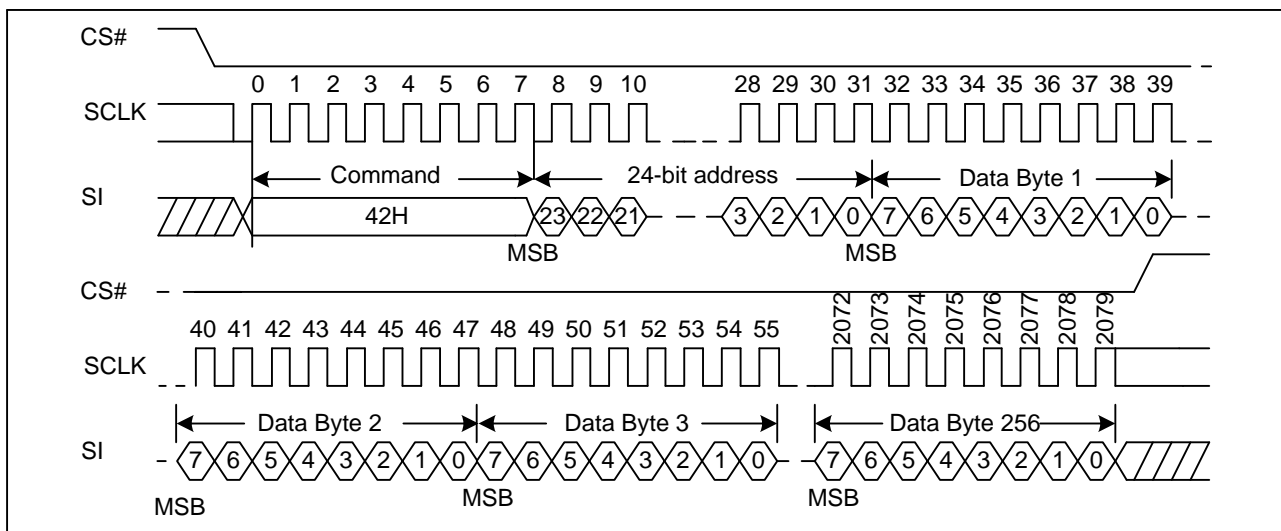 CS#
0 1 2 3 4 5 6 7 8 9 10 28 29 30 31 32 33 34 35 36 37 38 39
SCLK
Command 24-bit address Data Byte 1
SI
42H 23 22 21 3 2 1 0 7 6 5 4 3 2 1 0
MSB MSB
CS#
40 41 42 43 44 45 46 47 48 49 50 51 52 53 54 55 2072 2073 2074 2075 2076 2077 2078 2079
SCLK
Data Byte 2 Data Byte 3 Data Byte 256
SI
7 6 5 4 3 2 1 0 7 6 5 4 3 2 1 0 7 6 5 4 3 2 1 0
MSB MSB MSB